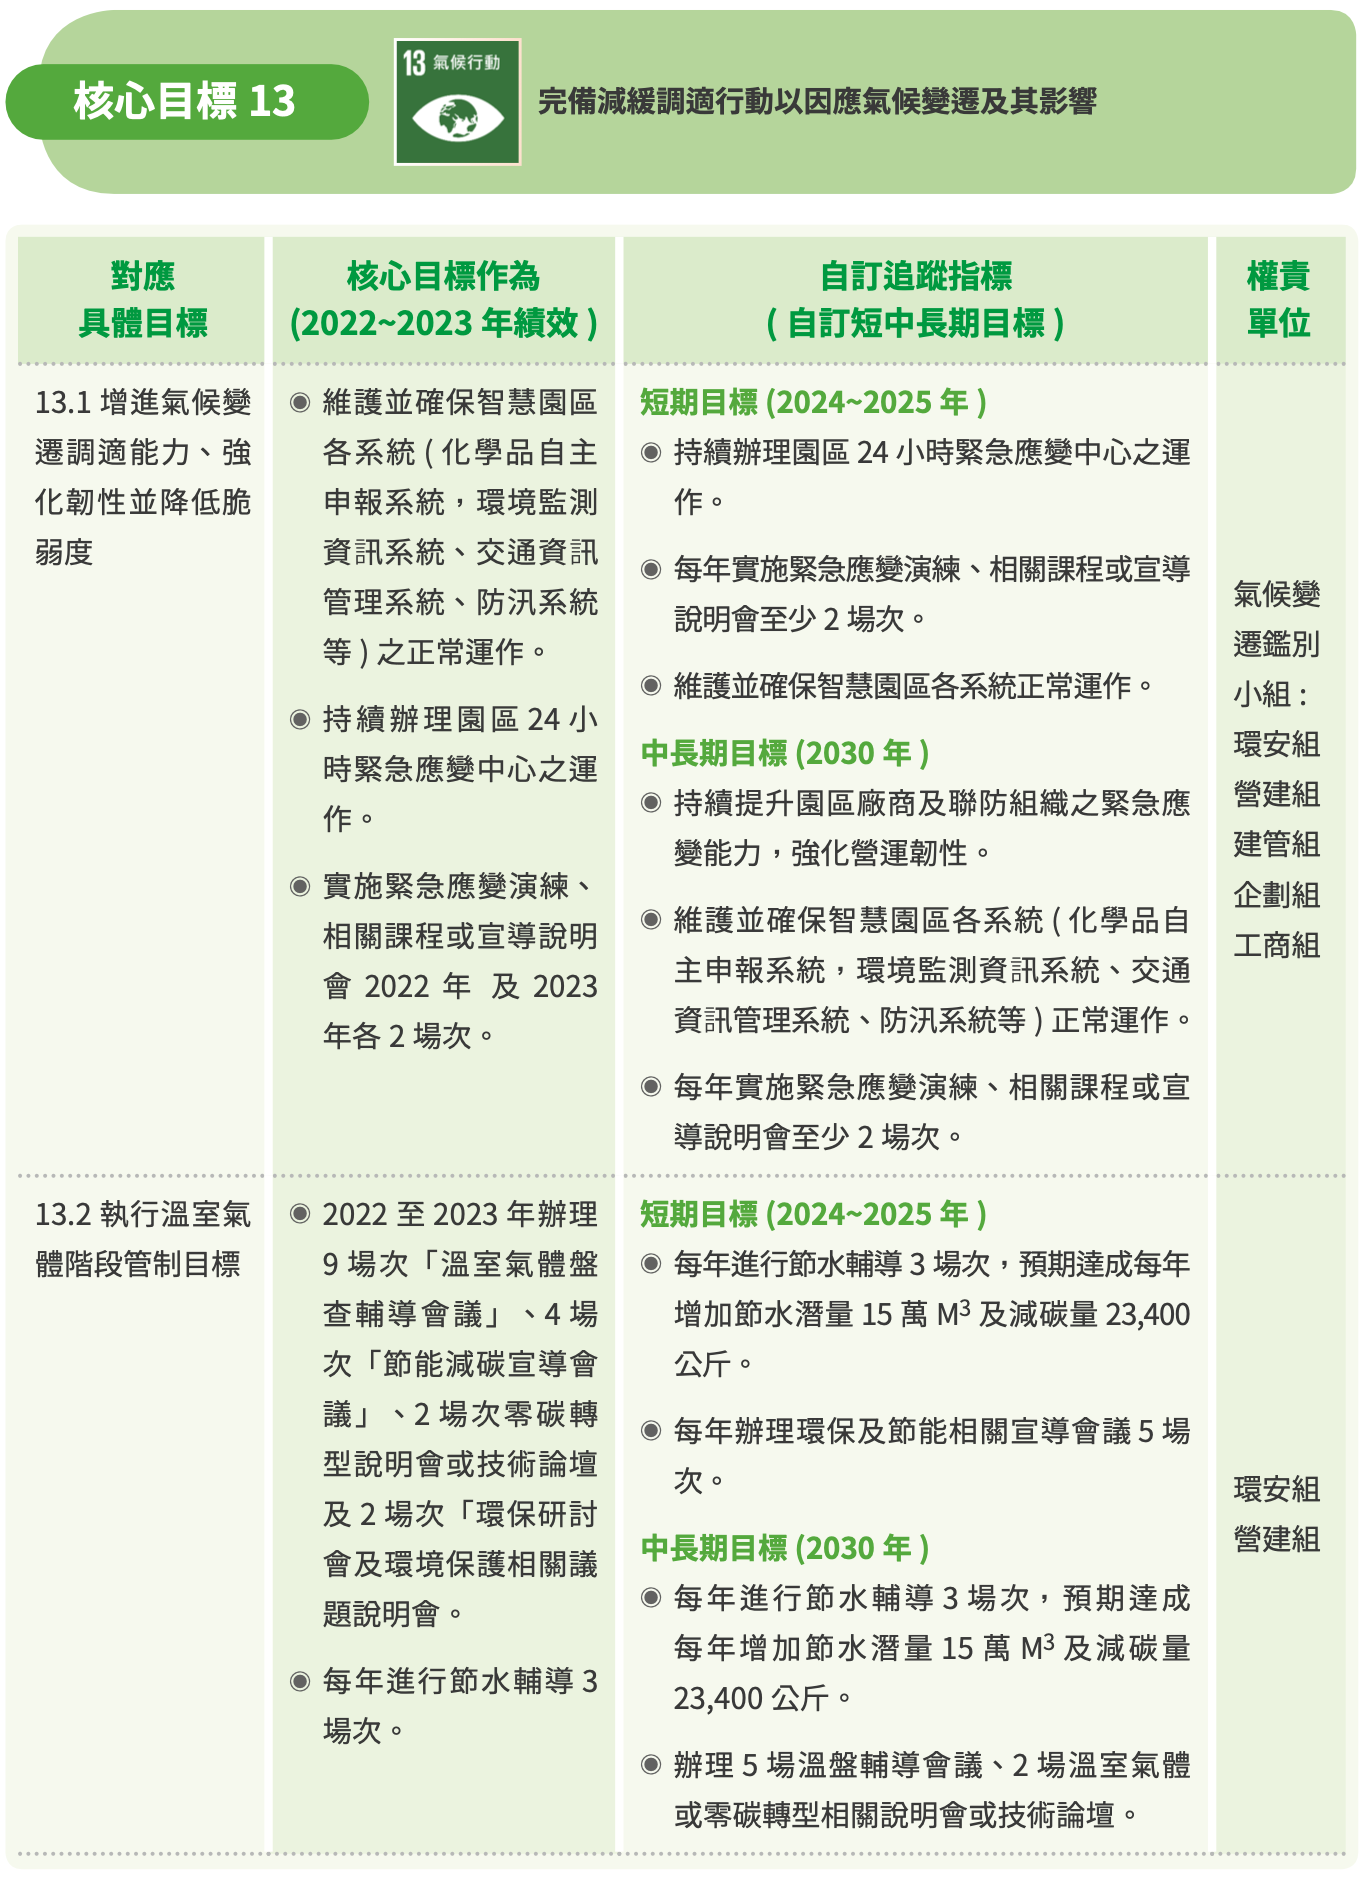 核心目標 13
13 氣候行動
完備減緩調適行動以因應氣候變遷及其影響
對應
具體目標
核心目標作為
(2022~2023 年績效 )
自訂追蹤指標
( 自訂短中長期目標 )
權責
單位
13.1 增進氣候變
遷調適能力、強
化韌性並降低脆
弱度
◉ 維護並確保智慧園區
各系統 ( 化學品自主
申報系統，環境監測
資訊系統、交通資訊
管理系統、防汛系統
等 ) 之正常運作。
◉ 持續辦理園區 24 小
時緊急應變中心之運
作。
◉ 實施緊急應變演練、
相關課程或宣導說明
會 2022 年 及 2023
年各 2 場次。
短期目標 (2024~2025 年 )
◉ 持續辦理園區 24 小時緊急應變中心之運
作。
◉ 每年實施緊急應變演練、相關課程或宣導
說明會至少 2 場次。
◉ 維護並確保智慧園區各系統正常運作。
中長期目標 (2030 年 )
◉ 持續提升園區廠商及聯防組織之緊急應
變能力，強化營運韌性。
◉ 維護並確保智慧園區各系統 ( 化學品自
主申報系統，環境監測資訊系統、交通
資訊管理系統、防汛系統等 ) 正常運作。
◉ 每年實施緊急應變演練、相關課程或宣
導說明會至少 2 場次。
氣候變
遷鑑別
小組：
環安組
營建組
建管組
企劃組
工商組
13.2 執行溫室氣
體階段管制目標
◉ 2022 至 2023 年辦理
9 場次「溫室氣體盤
查輔導會議」、4 場
次「節能減碳宣導會
議」、2 場次零碳轉
型說明會或技術論壇
及 2 場次「環保研討
會及環境保護相關議
題說明會。
◉ 每年進行節水輔導 3
場次。
短期目標 (2024~2025 年 )
◉ 每年進行節水輔導 3 場次，預期達成每年
增加節水潛量 15 萬 M³ 及減碳量 23,400
公斤。
◉ 每年辦理環保及節能相關宣導會議 5 場
次。
中長期目標 (2030 年 )
◉ 每年進行節水輔導 3 場次，預期達成
每年增加節水潛量 15 萬 M³ 及減碳量
23,400 公斤。
◉ 辦理 5 場溫盤輔導會議、2 場溫室氣體
或零碳轉型相關說明會或技術論壇。
環安組
營建組